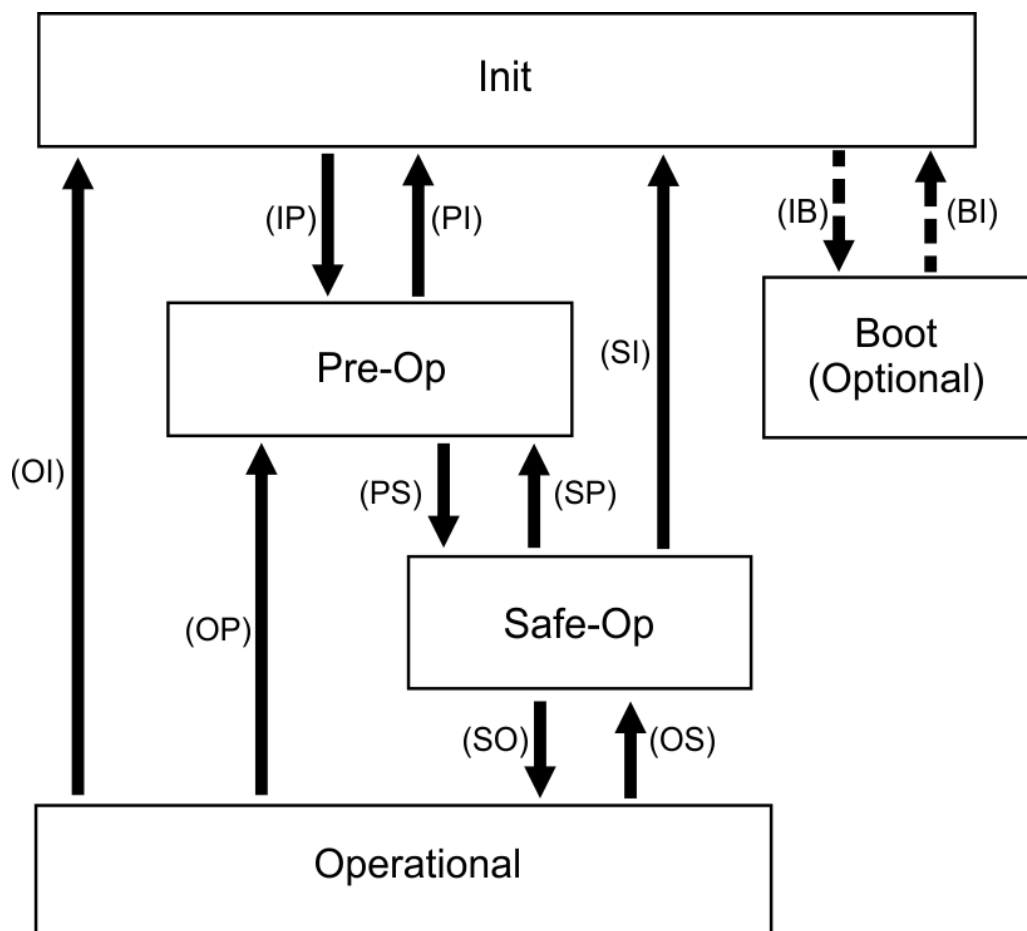 Init
(IP)
(PI)
(IB)
(BI)
Pre-Op
(SI)
Boot
(Optional)
(OI)
(PS)
(SP)
(OP)
Safe-Op
(SO)
(OS)
Operational